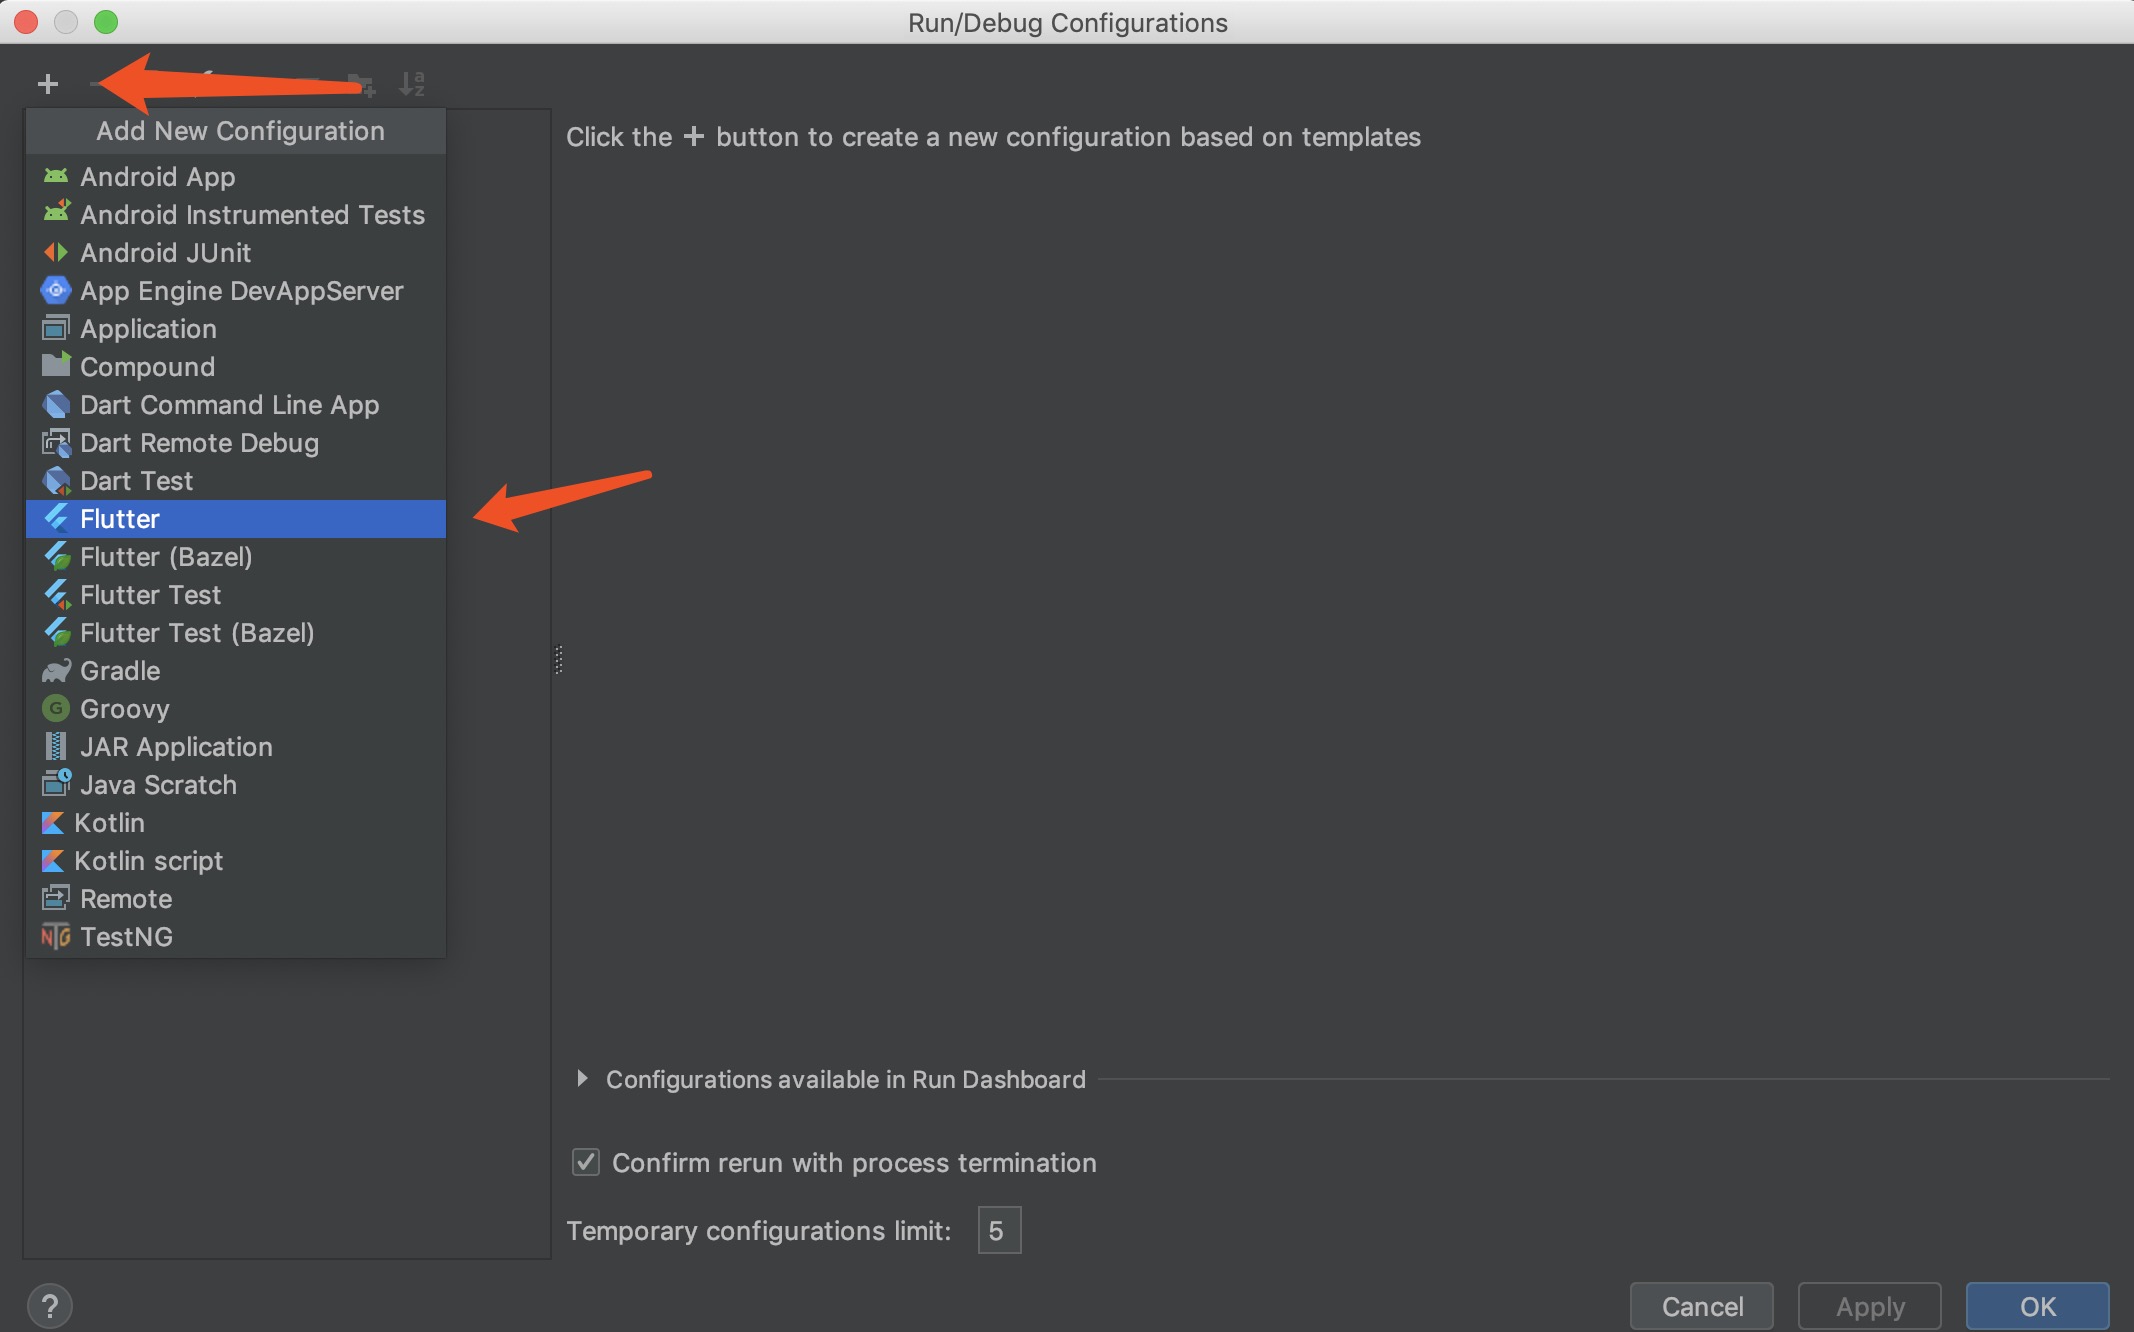 Run/Debug Configurations
Add New Configuration
Click the + button to create a new configuration based on templates
Android App
Android Instrumented Tests
Android JUnit
App Engine DevAppServer
Application
Compound
Dart Command Line App
Dart Remote Debug
Dart Test
Flutter
Flutter (Bazel)
Flutter Test
Flutter Test (Bazel)
Gradle
Groovy
JAR Application
Java Scratch
Kotlin
Kotlin script
Remote
TestNG
Configurations available in Run Dashboard
Confirm rerun with process termination
Temporary configurations limit: 5
? Cancel Apply OK